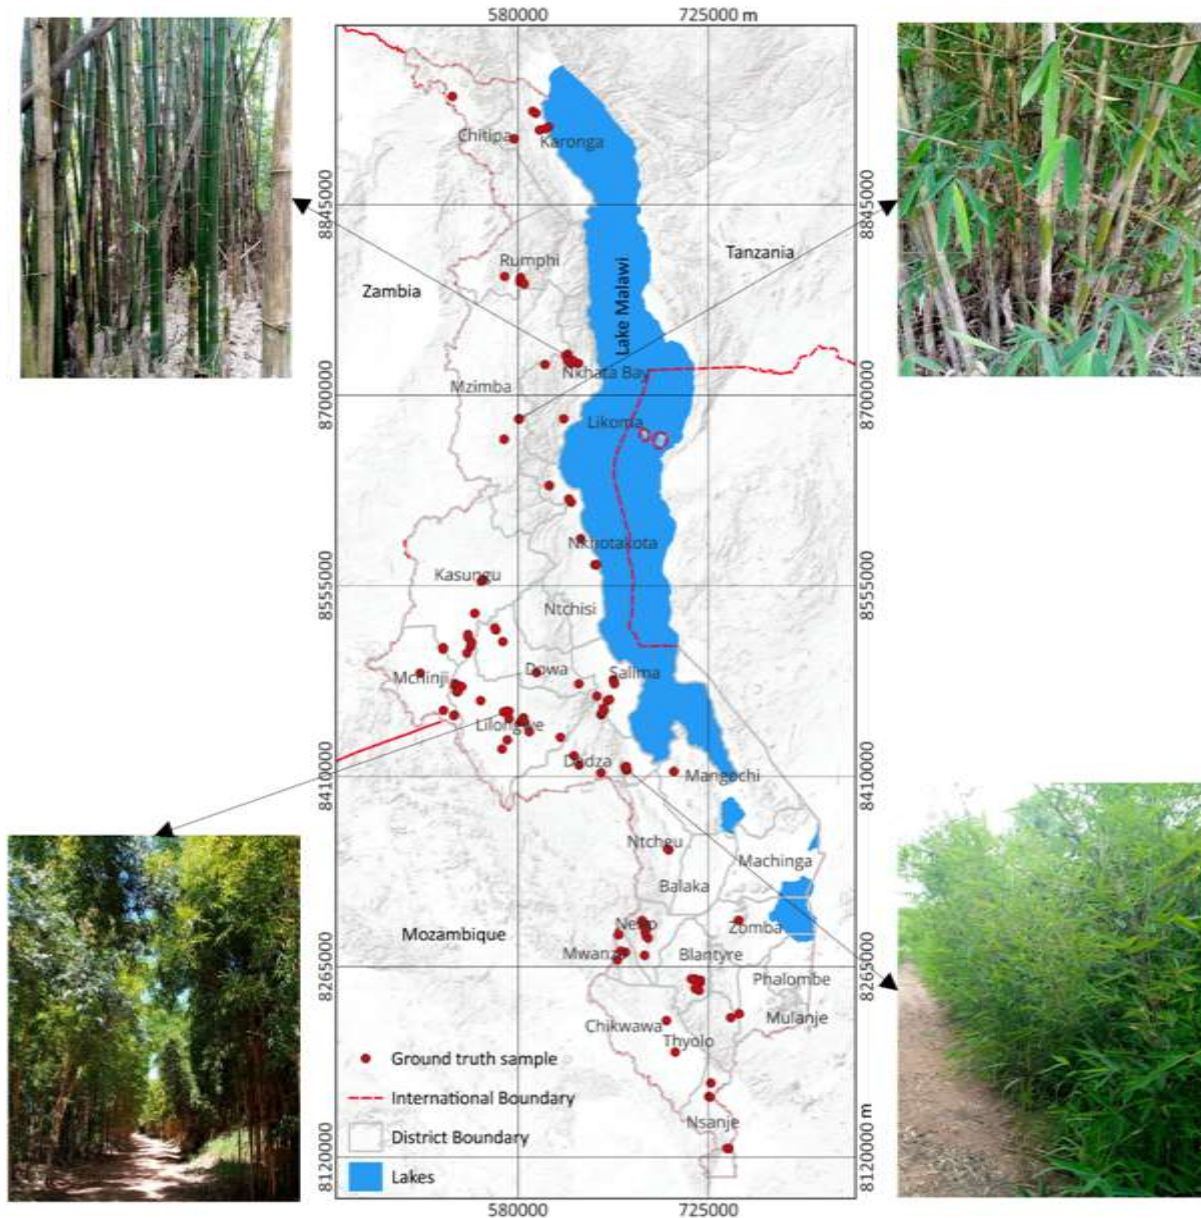 580000
725000 m
Chitipa
Karonga
8845000
8845000
Rumphi
Zambia
Lake Malawi
Tanzania
Nkhata Bay
Mzimba
8700000
8700000
Likoma
Nkhotakota
Kasungu
8555000
8555000
Ntchisi
Mchinji
Dowa
Salima
Lilongwe
Dedza
Mangochi
8410000
8410000
Ntcheu
Machinga
Balaka
Neno
Zomba
Mozambique
Mwanza
Blantyre
8265000
8265000
Phalombe
Chikwawa
Mulanje
Thyolo
Ground truth sample
International Boundary
Nsanje
District Boundary
8120000
8120000 m
Lakes
580000
725000